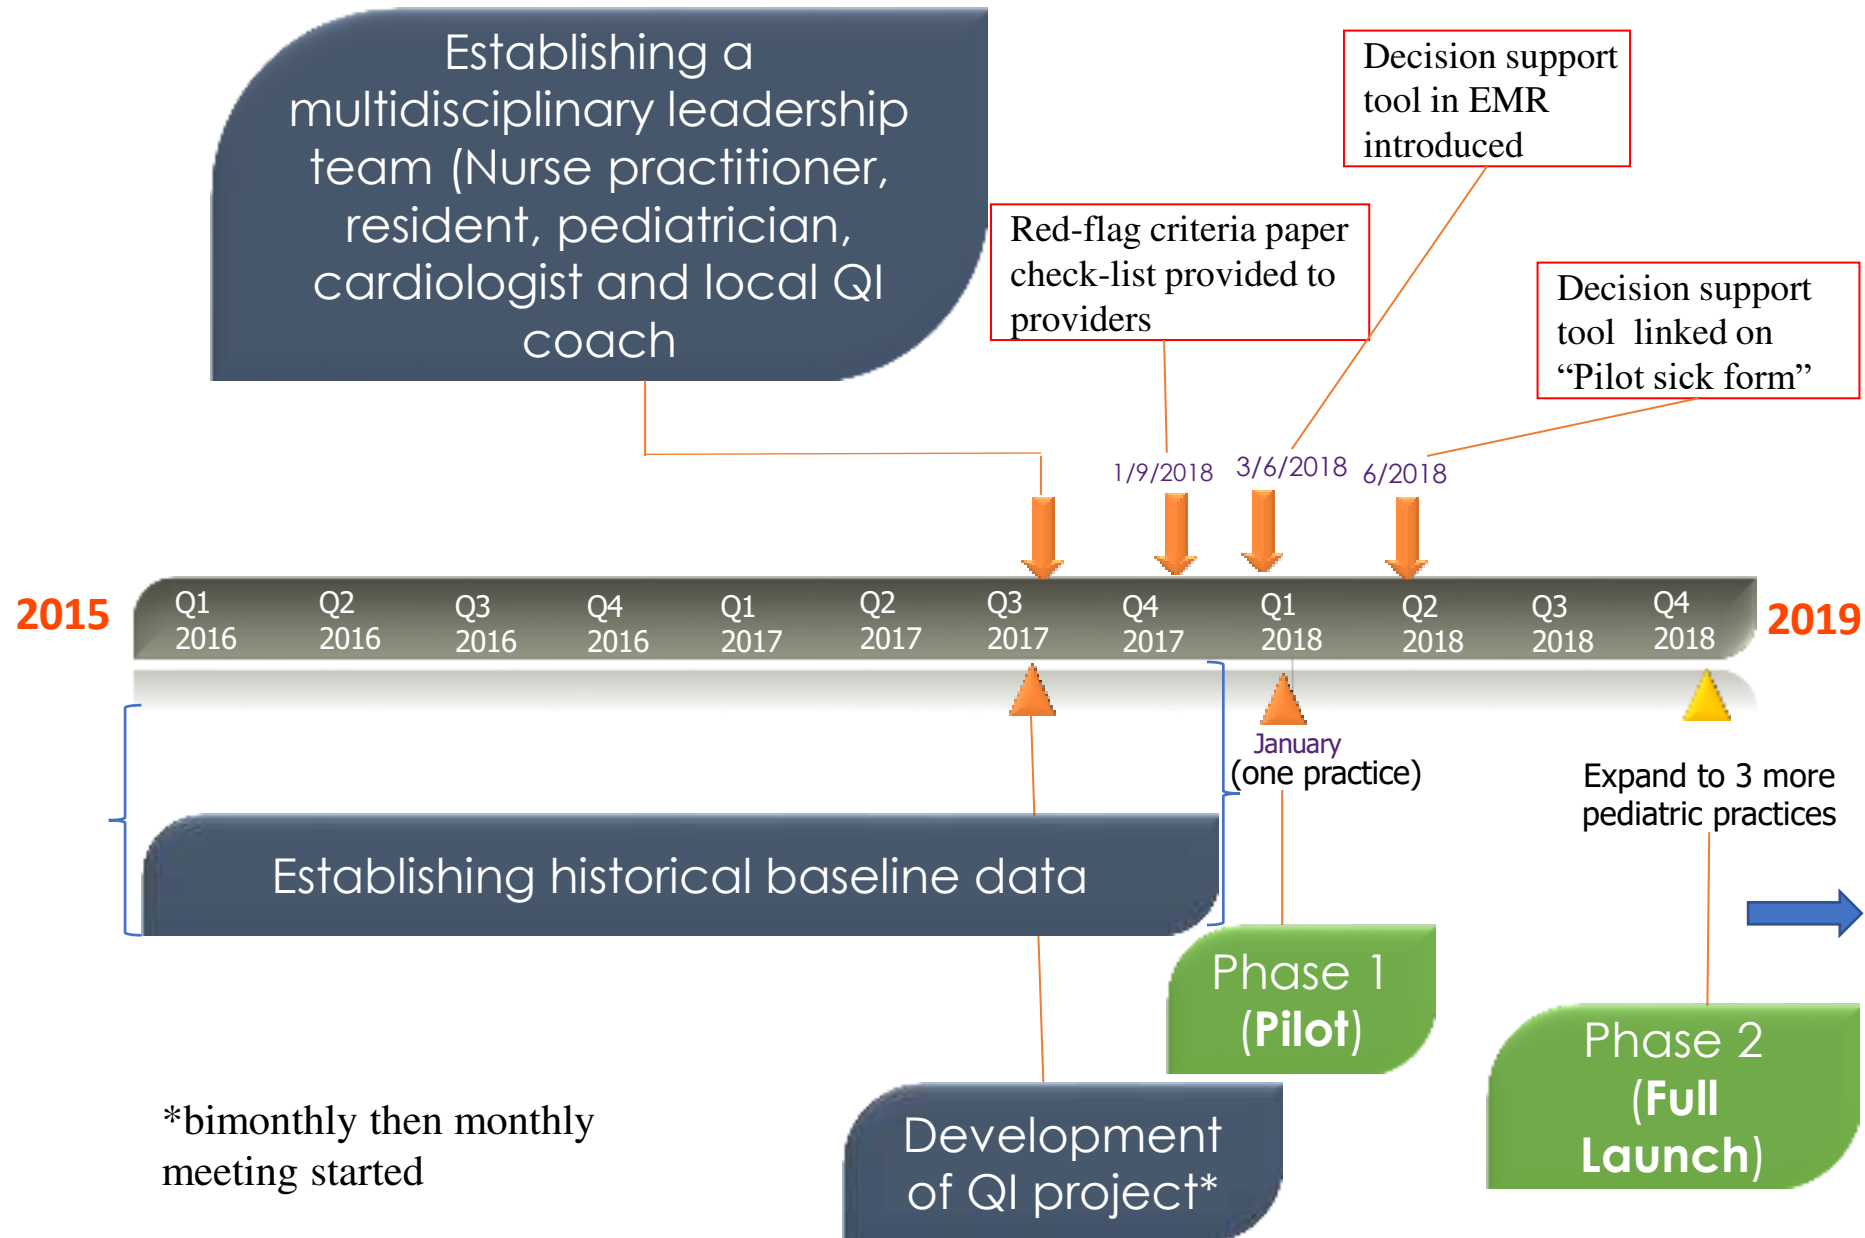 Establishing a
multidisciplinary leadership
team (Nurse practitioner,
resident, pediatrician,
cardiologist and local QI
coach
Decision support
tool in EMR
introduced
Red-flag criteria paper
check-list provided to
providers
Decision support
tool linked on
“Pilot sick form”
1/9/2018
3/6/2018
6/2018
2015
Q1
2016
Q2
2016
Q3
2016
Q4
2016
Q1
2017
Q2
2017
Q3
2017
Q4
2017
Q1
2018
Q2
2018
Q3
2018
Q4
2018
2019
January
(one practice)
Expand to 3 more
pediatric practices
Establishing historical baseline data
Phase 1
(Pilot)
Phase 2
(Full
Launch)
*bimonthly then monthly
meeting started
Development
of QI project*